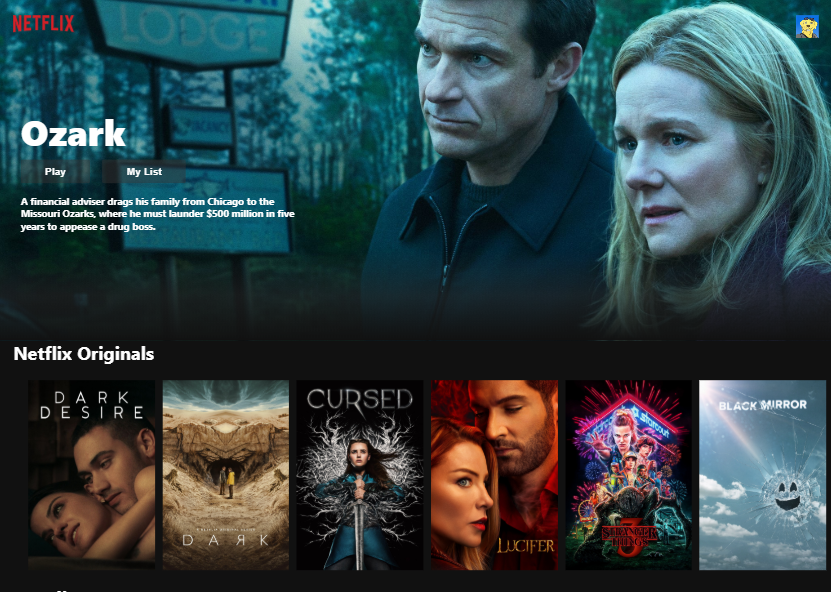 NETFLIX
LODGE
VACANCY
Ozark
Play
My List
A financial adviser drags his family from Chicago to the
Missouri Ozarks, where he must launder $500 million in five
years to appease a drug boss.
Netflix Originals
DARK
DESIRE
DARK
CURSED
LUCIFER
STRANGER
THINGS
3
BLACK MIRROR